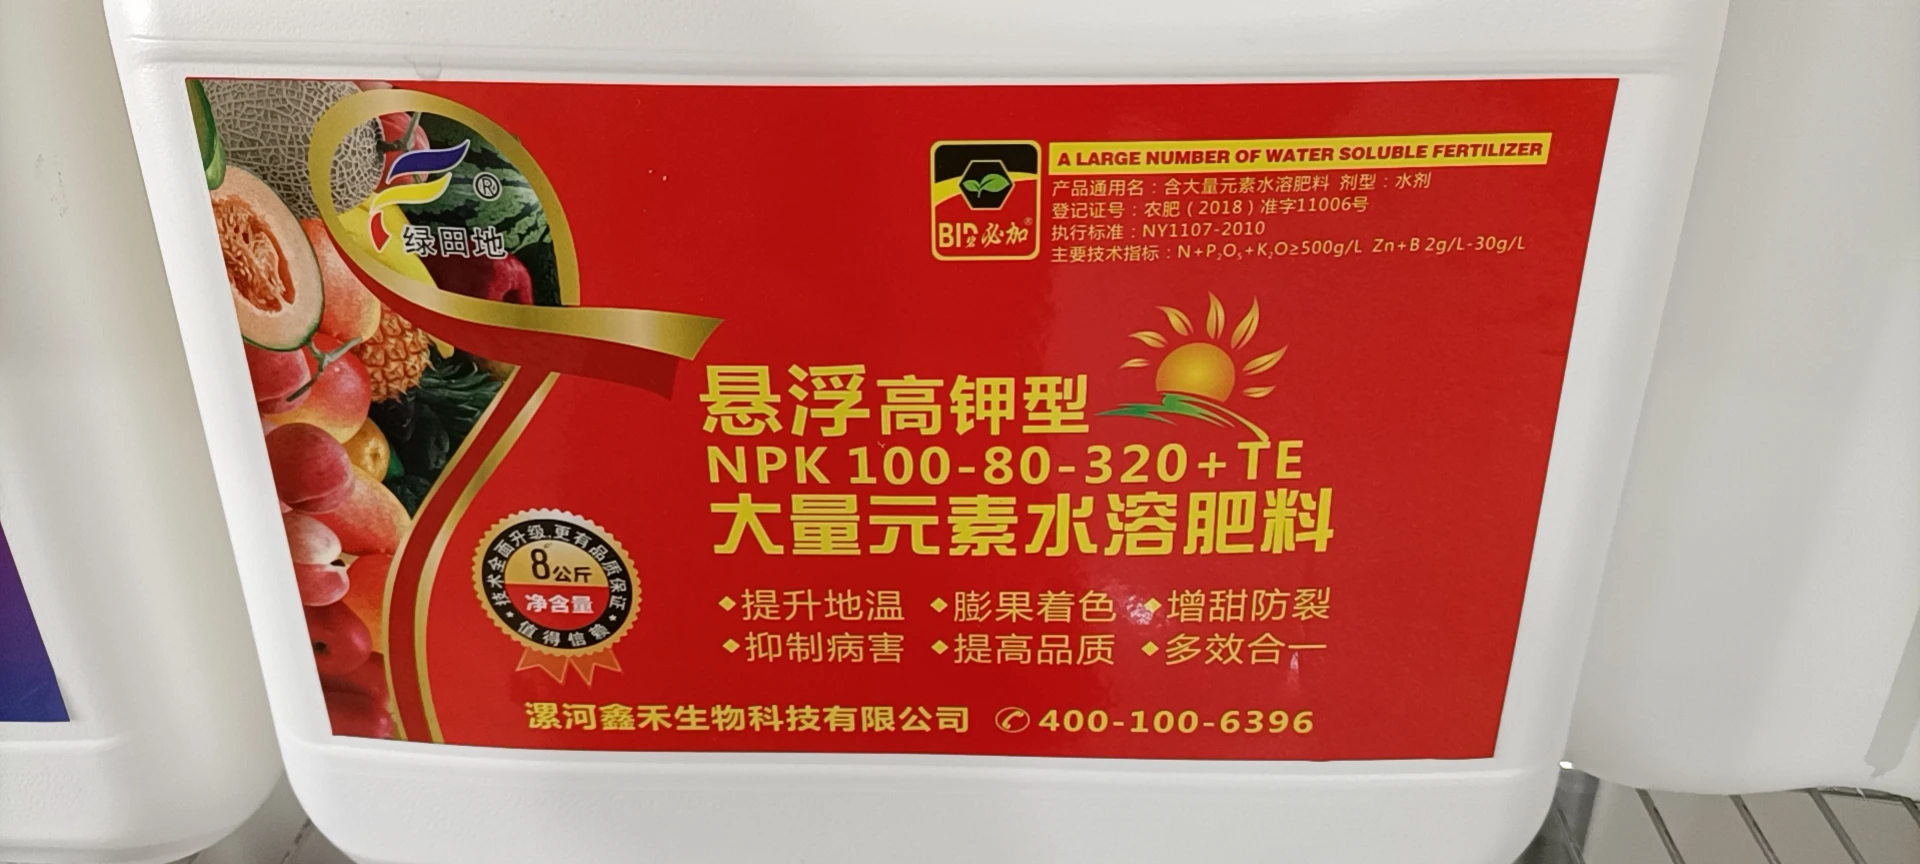 绿田地®
BIP.必加®
A LARGE NUMBER OF WATER SOLUBLE FERTILIZER
产品通用名：含大量元素水溶肥料 剂型：水剂
登记证号：农肥（2018）准字11006号
执行标准：NY1107-2010
主要技术指标：N+P₂O₅+K₂O≥500g/L Zn+B 2g/L-30g/L
悬浮高钾型
NPK 100-80-320+TE
大量元素水溶肥料
技术全面升级.更有品质保证
8公斤
净含量
值得信赖
提升地温 膨果着色 增甜防裂
抑制病害 提高品质 多效合一
漯河鑫禾生物科技有限公司 400-100-6396